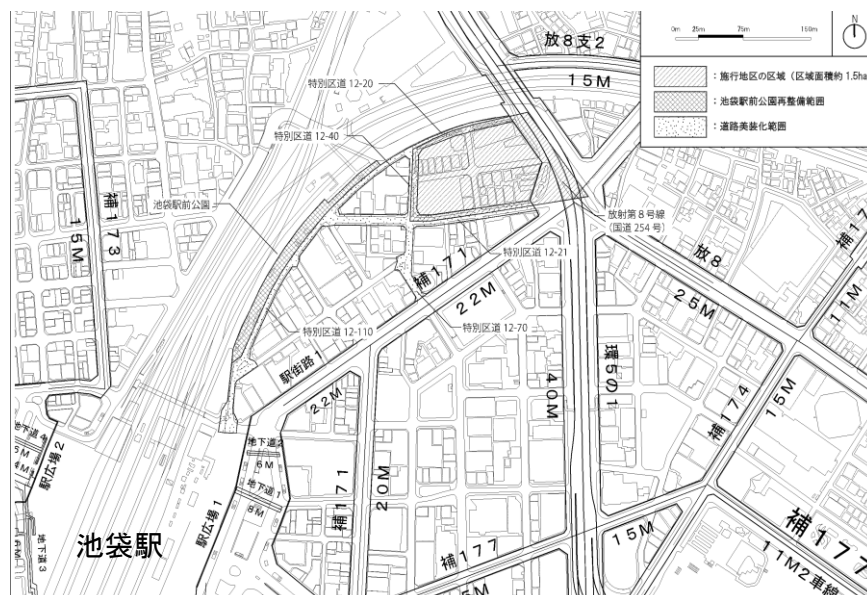 0m 25m 75m 150m
N
：施行地区の区域（区域面積約 1.5ha
：池袋駅前公園再整備範囲
：道路美装化範囲
放8支2
15M
特別区道 12-20
特別区道 12-40
池袋駅前公園
補173
15M
放射第８号線
（国道 254 号）
特別区道 12-21
補171
22M
特別区道 12-110
特別区道 12-70
放8
25M
補17
11M
駅街路1
22M
40M
環5の1
補174
15M
地下道2
6M
地下道1
8M
駅広場2
駅広場1
地下道3
補171
20M
池袋駅
補177
15M
補177
11M2車線